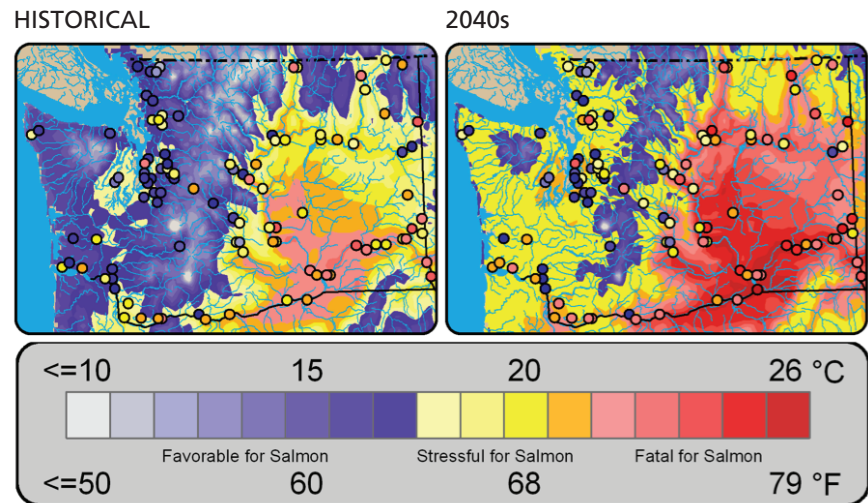 HISTORICAL 2040s
<=10 15 20 26 °C
Favorable for Salmon Stressful for Salmon Fatal for Salmon
<=50 60 68 79 °F